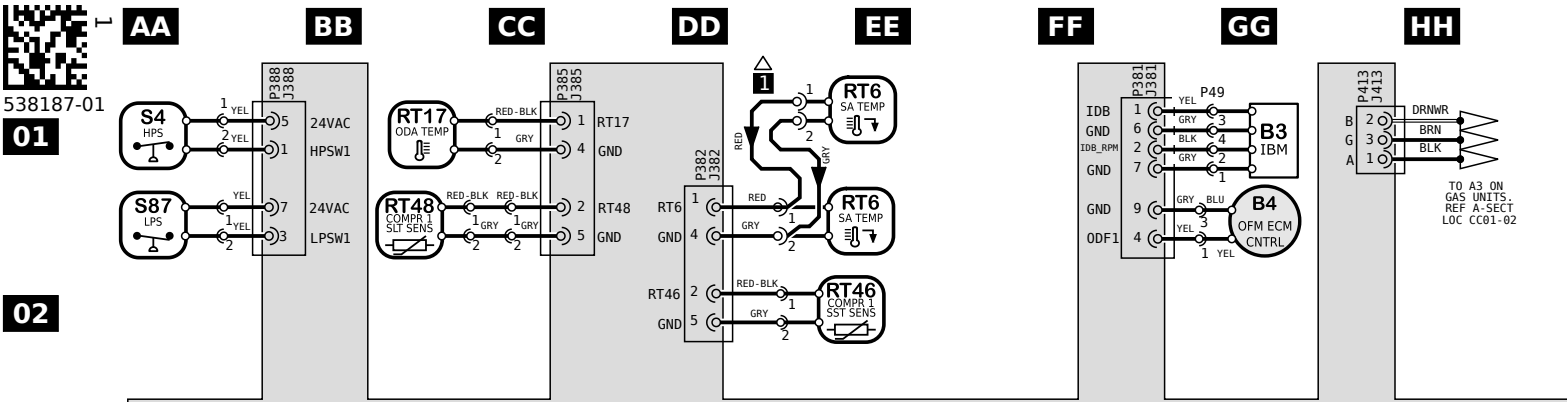 1
AA
BB
CC
DD
EE
FF
GG
HH
538187-01
01
02
S4
HPS
1
YEL
2
YEL
P388
J388
5
24VAC
1
HPSW1
S87
LPS
YEL
1
YEL
2
7
24VAC
3
LPSW1
RT17
ODA TEMP
RED-BLK
1
GRY
2
P385
J385
1
RT17
4
GND
RT48
COMPR 1
SLT SENS
RED-BLK
RED-BLK
1
GRY
1
GRY
2
2
2
RT48
5
GND
1
RED
GRY
1
2
RT6
SA TEMP
P382
J382
RT6
1
RED
1
GND
4
GRY
2
RT6
SA TEMP
RT46
2
RED-BLK
1
GND
5
GRY
2
RT46
COMPR 1
SST SENS
P381
J381
P49
IDB
1
YEL
3
GND
6
GRY
4
IDB_RPM
2
BLK
2
GND
7
GRY
1
B3
IBM
GND
9
GRY
BLU
3
ODF1
4
YEL
1
YEL
B4
OFM ECM
CNTRL
P413
J413
B
2
DRNWR
G
3
BRN
A
1
BLK
TO A3 ON
GAS UNITS.
REF A-SECT
LOC CC01-02